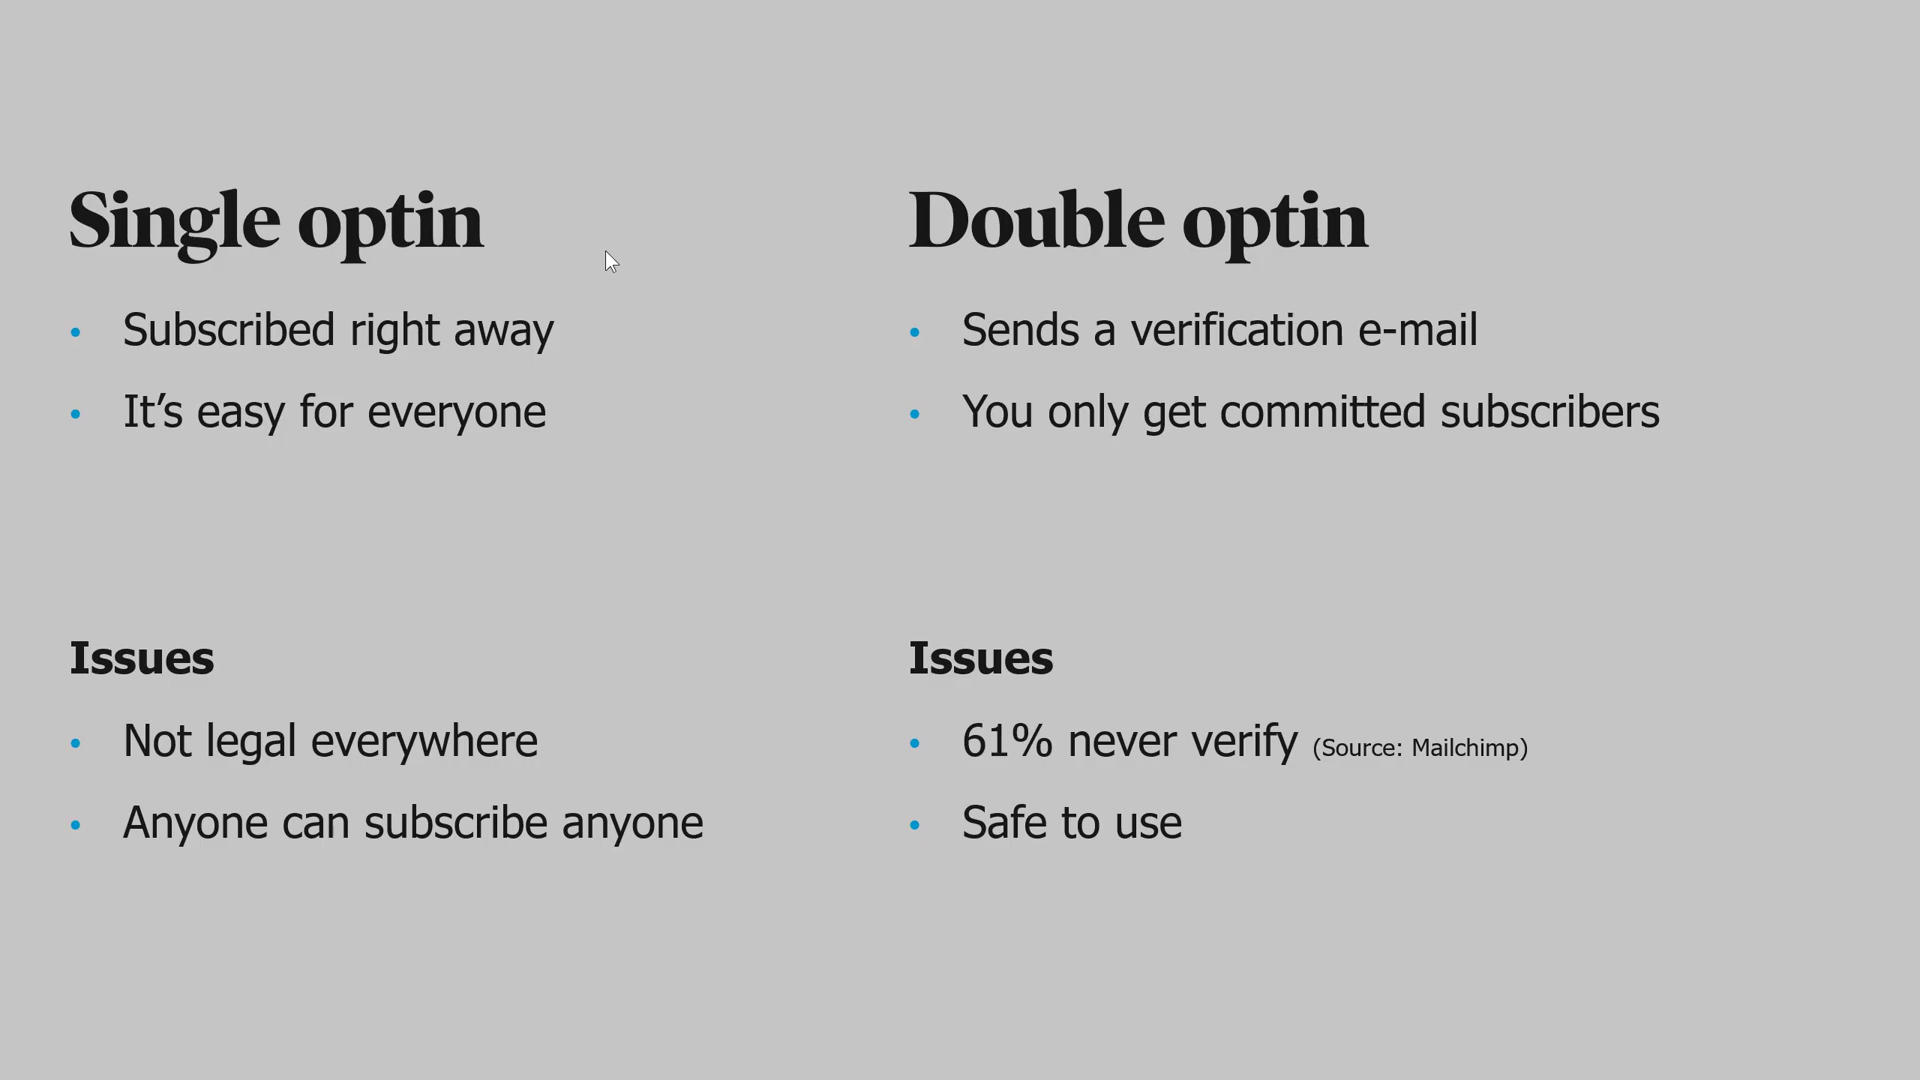 Single optin
• Subscribed right away
• It’s easy for everyone
Issues
• Not legal everywhere
• Anyone can subscribe anyone
Double optin
• Sends a verification e-mail
• You only get committed subscribers
Issues
• 61% never verify (Source: Mailchimp)
• Safe to use